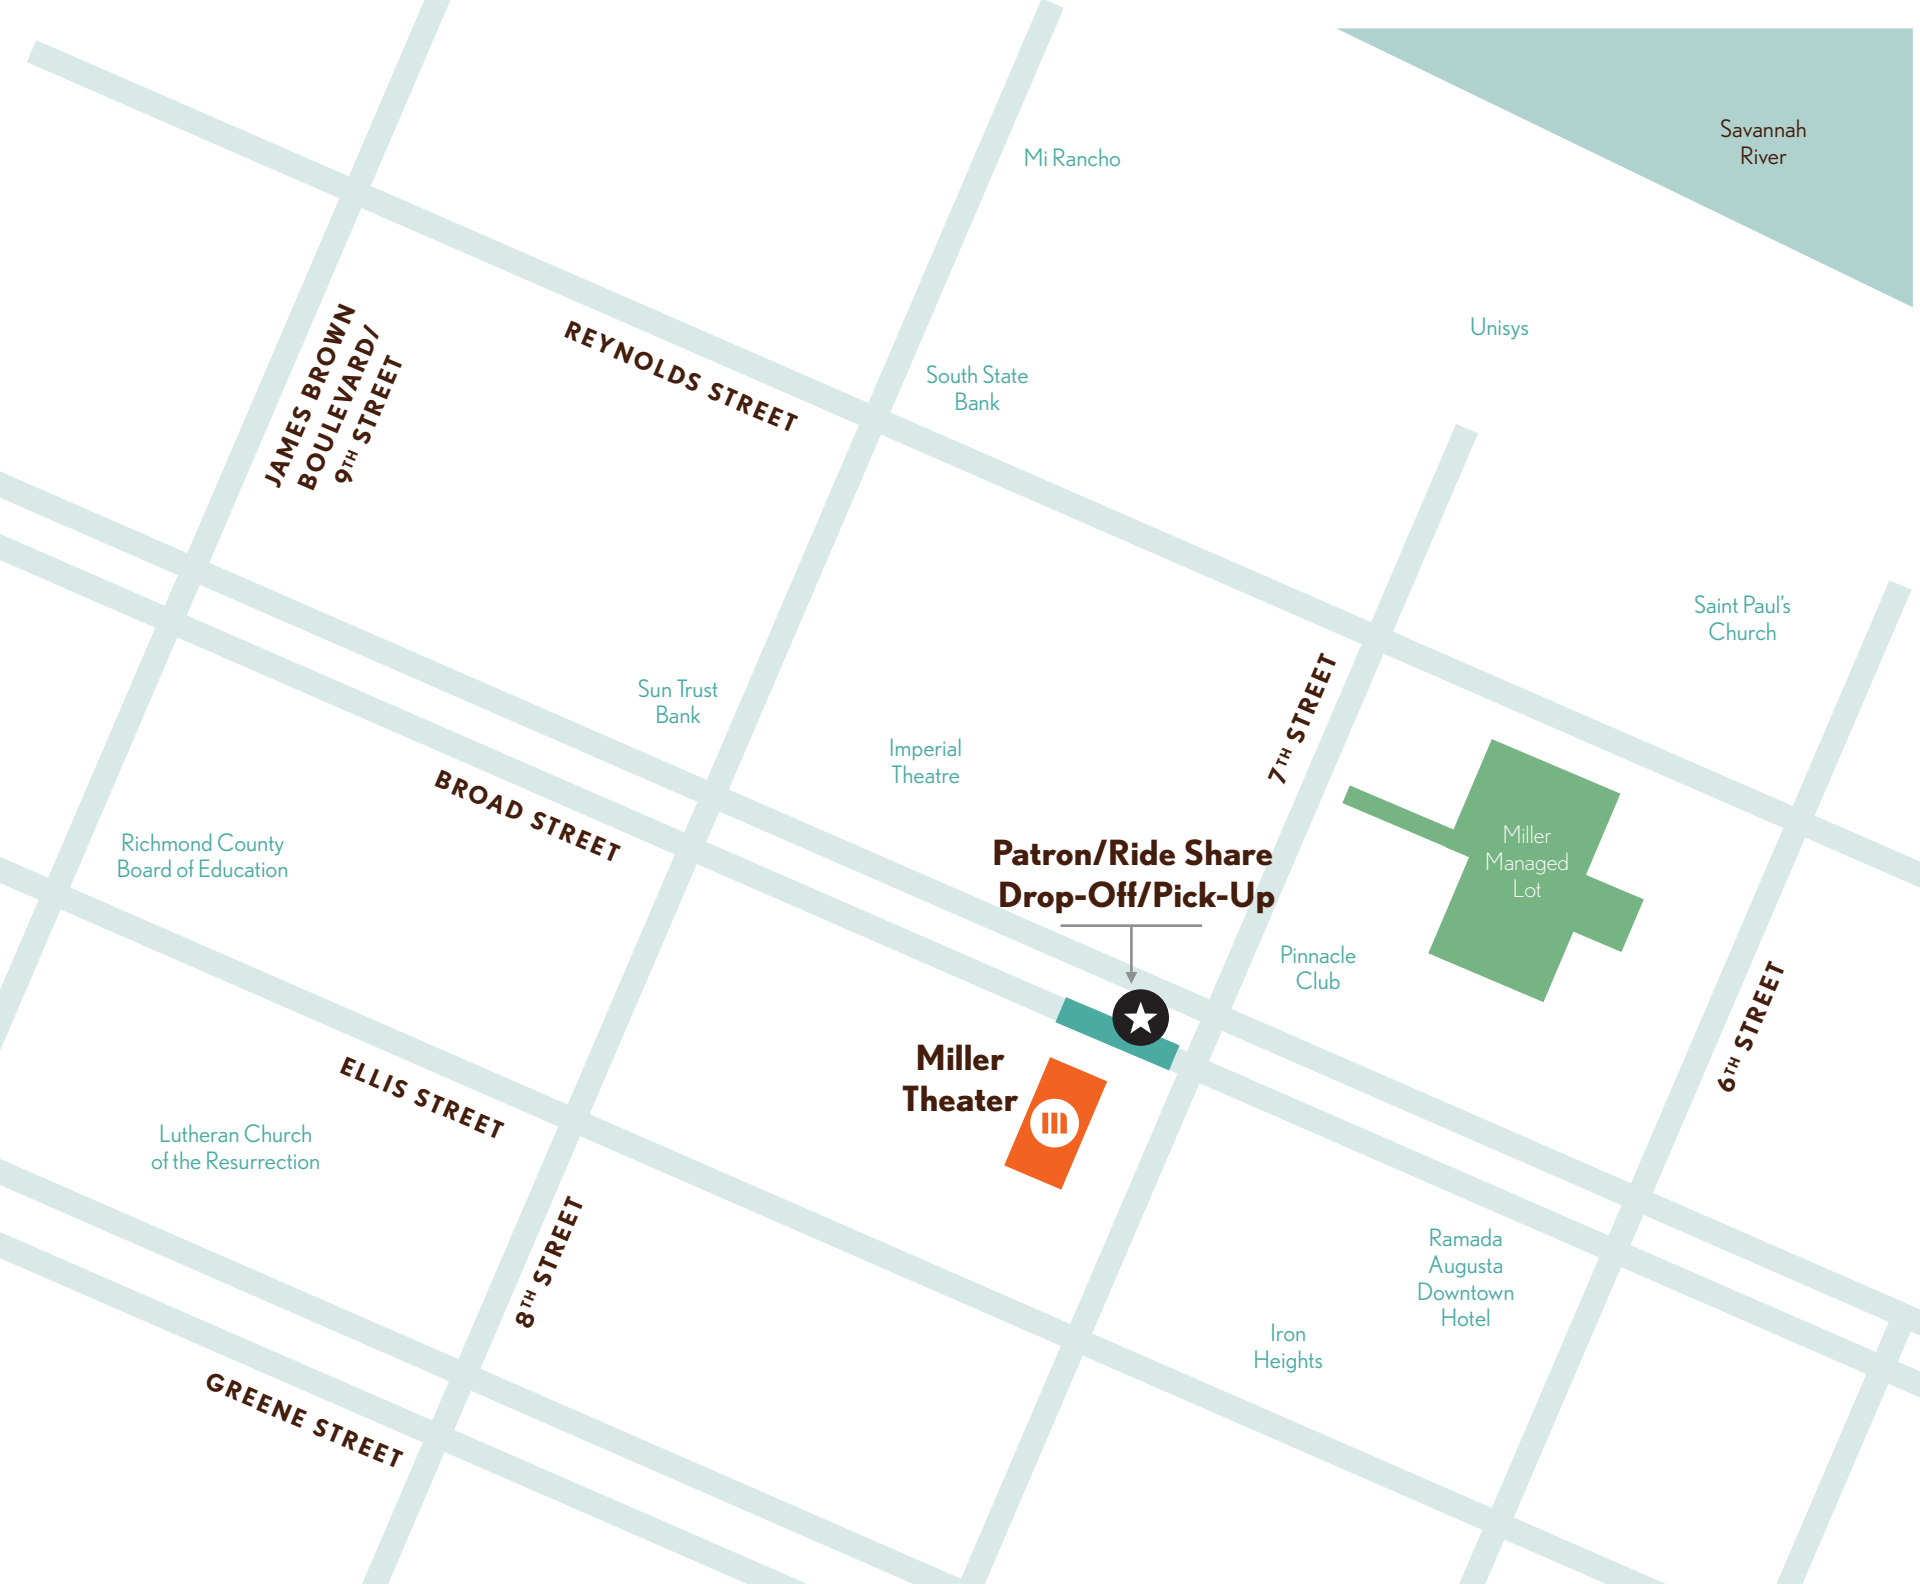 Savannah
River
Mi Rancho
Unisys
JAMES BROWN
BOULEVARD/
9TH STREET
REYNOLDS STREET
South State
Bank
Saint Paul's
Church
7TH STREET
Sun Trust
Bank
Imperial
Theatre
BROAD STREET
Richmond County
Board of Education
Patron/Ride Share
Drop-Off/Pick-Up
Miller
Managed
Lot
Pinnacle
Club
6TH STREET
Miller
Theater
m
ELLIS STREET
Lutheran Church
of the Resurrection
8TH STREET
Ramada
Augusta
Downtown
Hotel
Iron
Heights
GREENE STREET